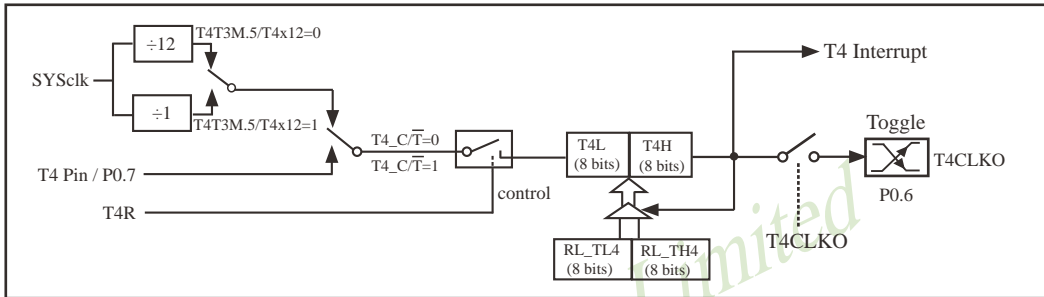 ÷12
T4T3M.5/T4x12=0
SYSclk
÷1
T4T3M.5/T4x12=1
T4 Pin / P0.7
T4_C/T̅=0
T4_C/T̅=1
T4R
control
T4L
(8 bits)
T4H
(8 bits)
RL_TL4
(8 bits)
RL_TH4
(8 bits)
T4 Interrupt
Toggle
T4CLKO
P0.6
T4CLKO
Limited